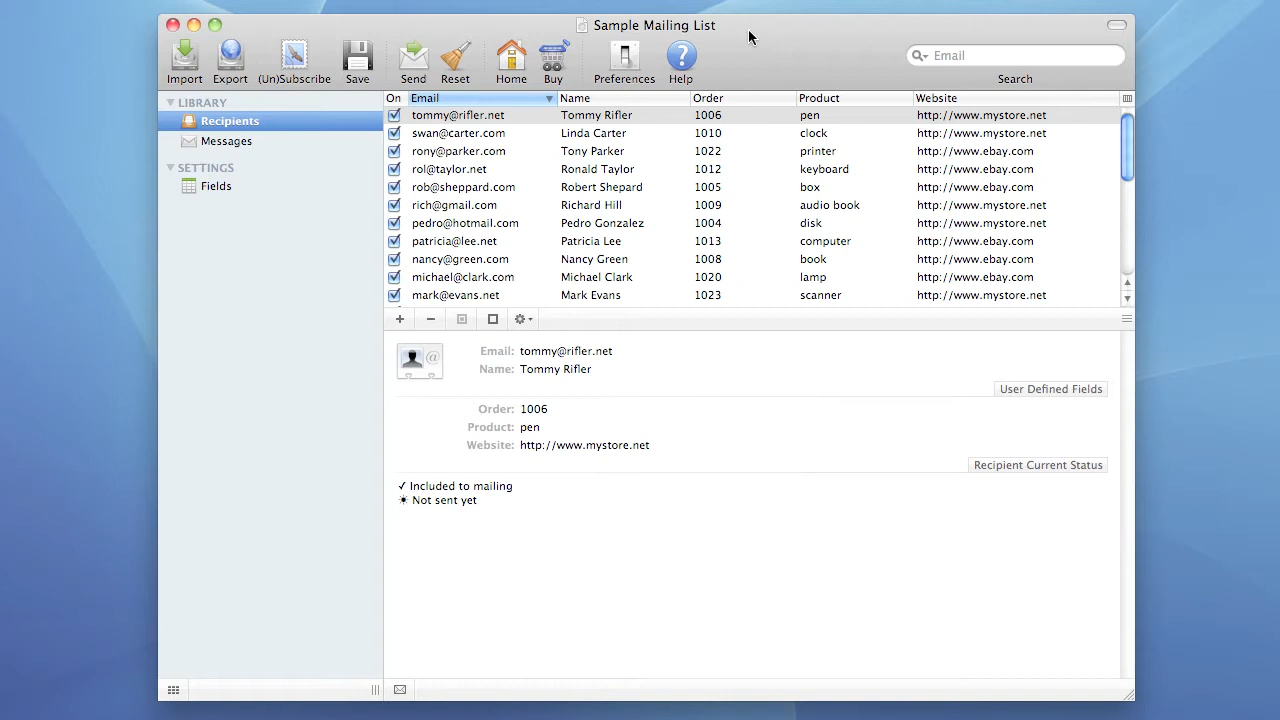 Sample Mailing List
Import Export (Un)Subscribe Save Send Reset Home Buy Preferences Help Email Search
LIBRARY
Recipients
Messages
SETTINGS
Fields
On Email Name Order Product Website
tommy@rifler.net Tommy Rifler 1006 pen http://www.mystore.net
swan@carter.com Linda Carter 1010 clock http://www.mystore.net
rony@parker.com Tony Parker 1022 printer http://www.ebay.com
rol@taylor.net Ronald Taylor 1012 keyboard http://www.ebay.com
rob@sheppard.com Robert Shepard 1005 box http://www.ebay.com
rich@gmail.com Richard Hill 1009 audio book http://www.ebay.com
pedro@hotmail.com Pedro Gonzalez 1004 disk http://www.mystore.net
patricia@lee.net Patricia Lee 1013 computer http://www.ebay.com
nancy@green.com Nancy Green 1008 book http://www.ebay.com
michael@clark.com Michael Clark 1020 lamp http://www.ebay.com
mark@evans.net Mark Evans 1023 scanner http://www.mystore.net
Email: tommy@rifler.net
Name: Tommy Rifler
User Defined Fields
Order: 1006
Product: pen
Website: http://www.mystore.net
Recipient Current Status
✓ Included to mailing
☀ Not sent yet